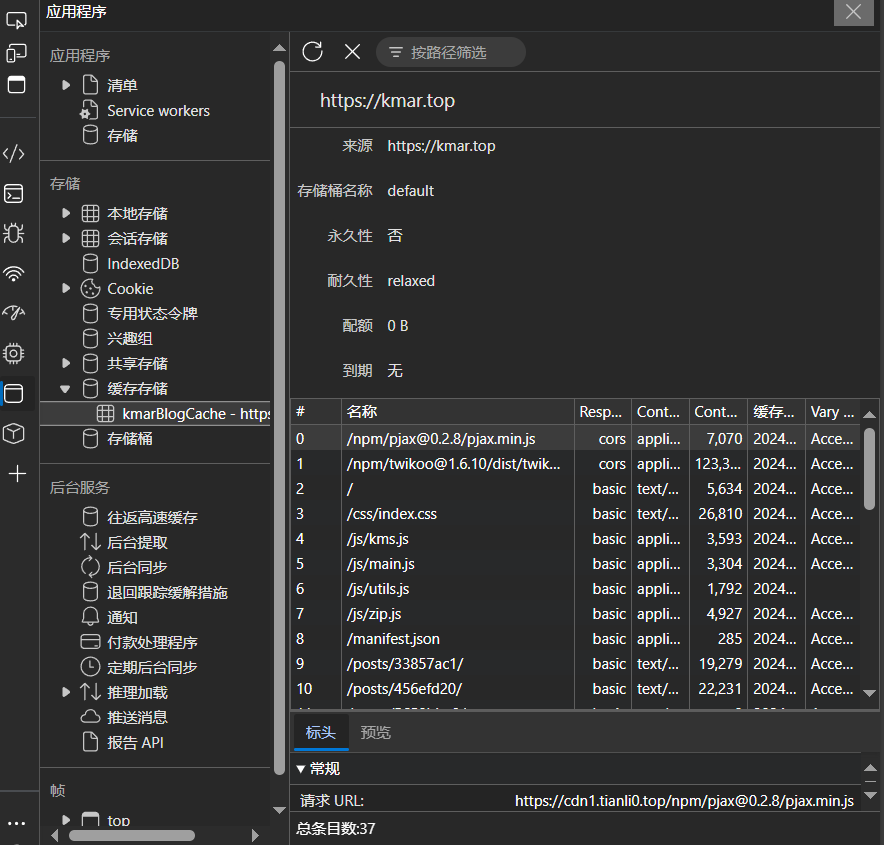 应用程序
应用程序
清单
Service workers
存储
存储
本地存储
会话存储
IndexedDB
Cookie
专用状态令牌
兴趣组
共享存储
缓存存储
kmarBlogCache - https
存储桶
后台服务
往返高速缓存
后台提取
后台同步
退回跟踪缓解措施
通知
付款处理程序
定期后台同步
推理加载
推送消息
报告 API
帧
top
按路径筛选
https://kmar.top
来源 https://kmar.top
存储桶名称 default
永久性 否
耐久性 relaxed
配额 0 B
到期 无
# 名称 Resp... Cont... Cont... 缓存... Vary ...
0 /npm/pjax@0.2.8/pjax.min.js cors appli... 7,070 2024... Acce...
1 /npm/twikoo@1.6.10/dist/twik... cors appli... 123,3... 2024... Acce...
2 / basic text/... 5,634 2024... Acce...
3 /css/index.css basic text/... 26,810 2024... Acce...
4 /js/kms.js basic appli... 3,593 2024... Acce...
5 /js/main.js basic appli... 3,304 2024... Acce...
6 /js/utils.js basic appli... 1,792 2024...
7 /js/zip.js basic appli... 4,927 2024... Acce...
8 /manifest.json basic appli... 285 2024... Acce...
9 /posts/33857ac1/ basic text/... 19,279 2024... Acce...
10 /posts/456efd20/ basic text/... 22,231 2024... Acce...
标头 预览
▼常规
请求 URL: https://cdn1.tianli0.top/npm/pjax@0.2.8/pjax.min.js
总条目数:37